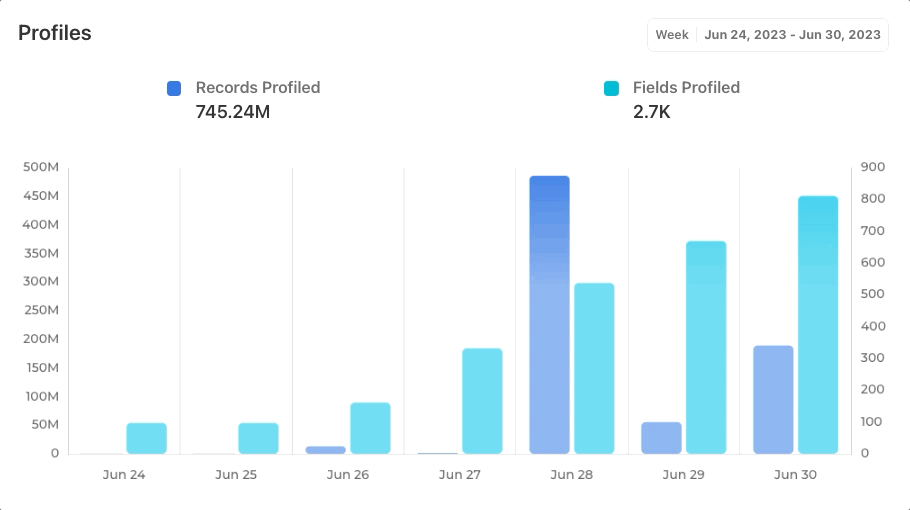 Profiles
Week Jun 24, 2023 - Jun 30, 2023
Records Profiled
745.24M
Fields Profiled
2.7K
500M
450M
400M
350M
300M
250M
200M
150M
100M
50M
0
900
800
700
600
500
400
300
200
100
0
Jun 24 Jun 25 Jun 26 Jun 27 Jun 28 Jun 29 Jun 30